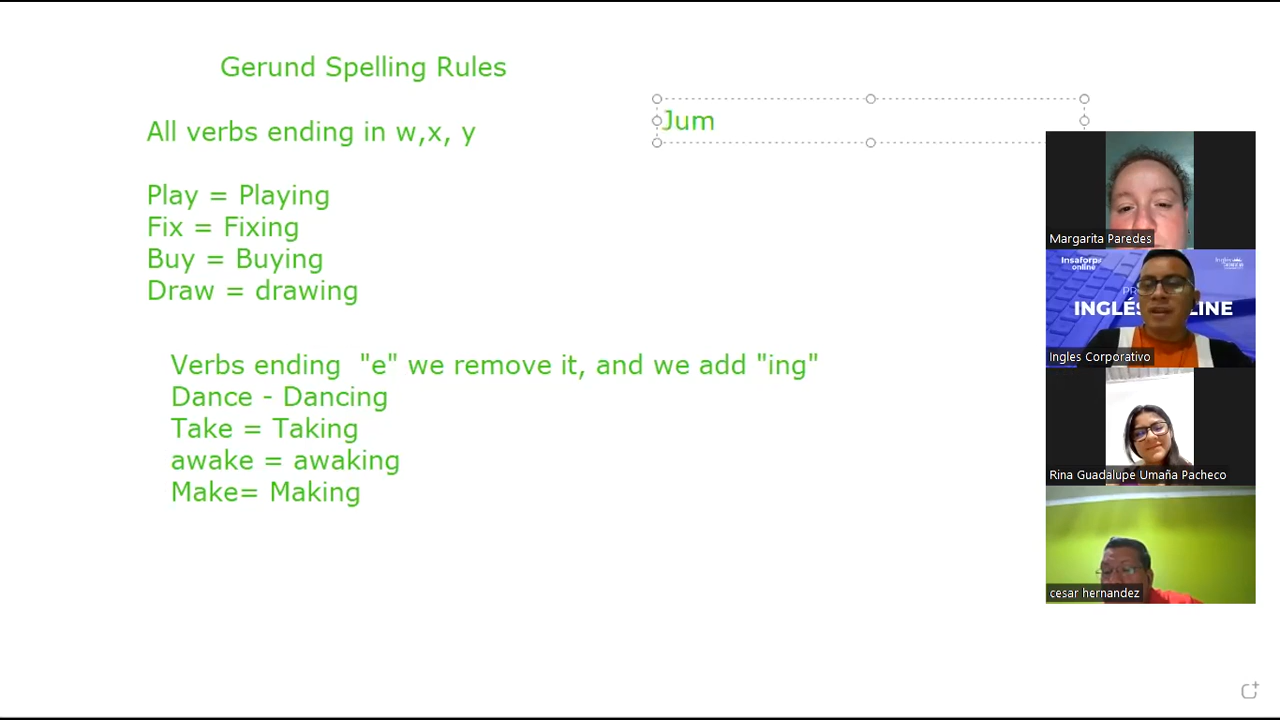 Gerund Spelling Rules
All verbs ending in w,x, y
Play = Playing
Fix = Fixing
Buy = Buying
Draw = drawing
Verbs ending "e" we remove it, and we add "ing"
Dance - Dancing
Take = Taking
awake = awaking
Make= Making
Jum
Margarita Paredes
Insaforp
online
INGLÉS
LINE
Ingles Corporativo
Rina Guadalupe Umaña Pacheco
cesar hernandez